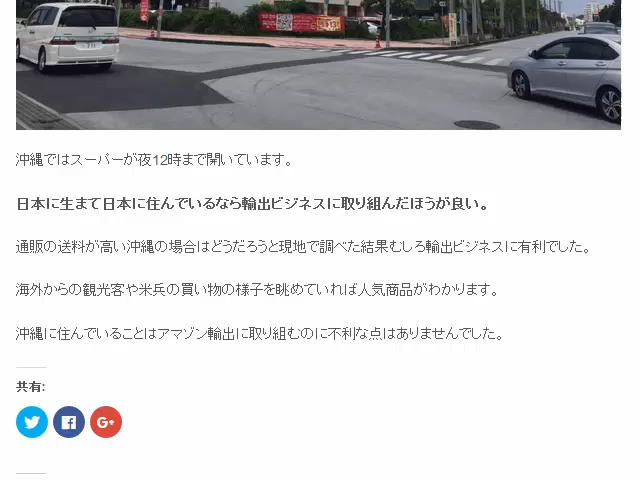 沖縄ではスーパーが夜12時まで開いています。
日本に生まて日本に住んでいるなら輸出ビジネスに取り組んだほうが良い。
通販の送料が高い沖縄の場合はどうだろうと現地で調べた結果むしろ輸出ビジネスに有利でした。
海外からの観光客や米兵の買い物の様子を眺めていれば人気商品がわかります。
沖縄に住んでいることはアマゾン輸出に取り組むのに不利な点はありませんでした。
共有:
G+